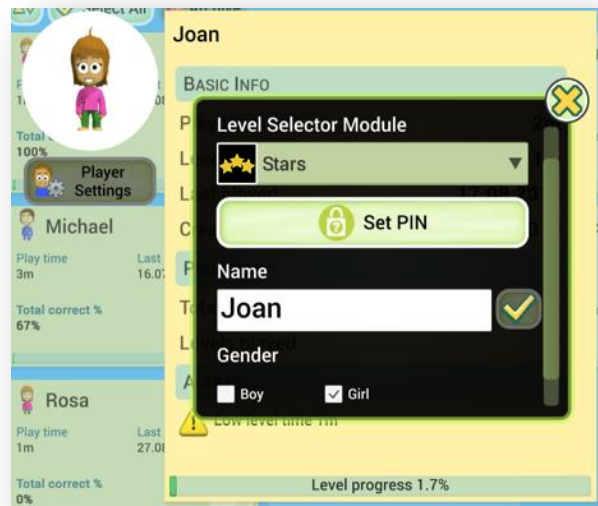 Select All
Joan
BASIC INFO
Level Selector Module
Stars
Set PIN
Name
Joan
Gender
Boy
Girl
Low level time 1m
Level progress 1.7%
Total
100%
Player
Settings
Michael
Play time
Last
3m
16.07
Total correct %
67%
Levels played
Rosa
Play time
Last
1m
27.08
Total correct %
0%